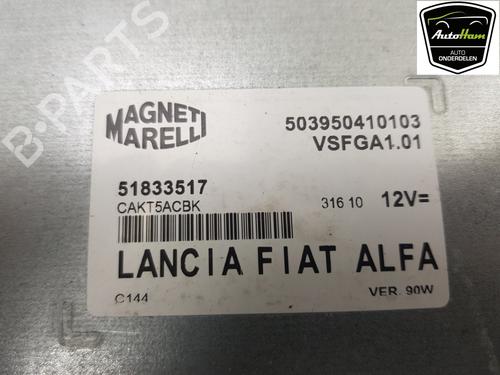 AutoHam
AUTO
ONDERDELEN
MAGNETI
MARELLI
503950410103
VSFGA1.01
51833517
CAKT5ACBK
316 10
12V=
LANCIA FIAT ALFA
C144
VER. 90W
B-PARTS